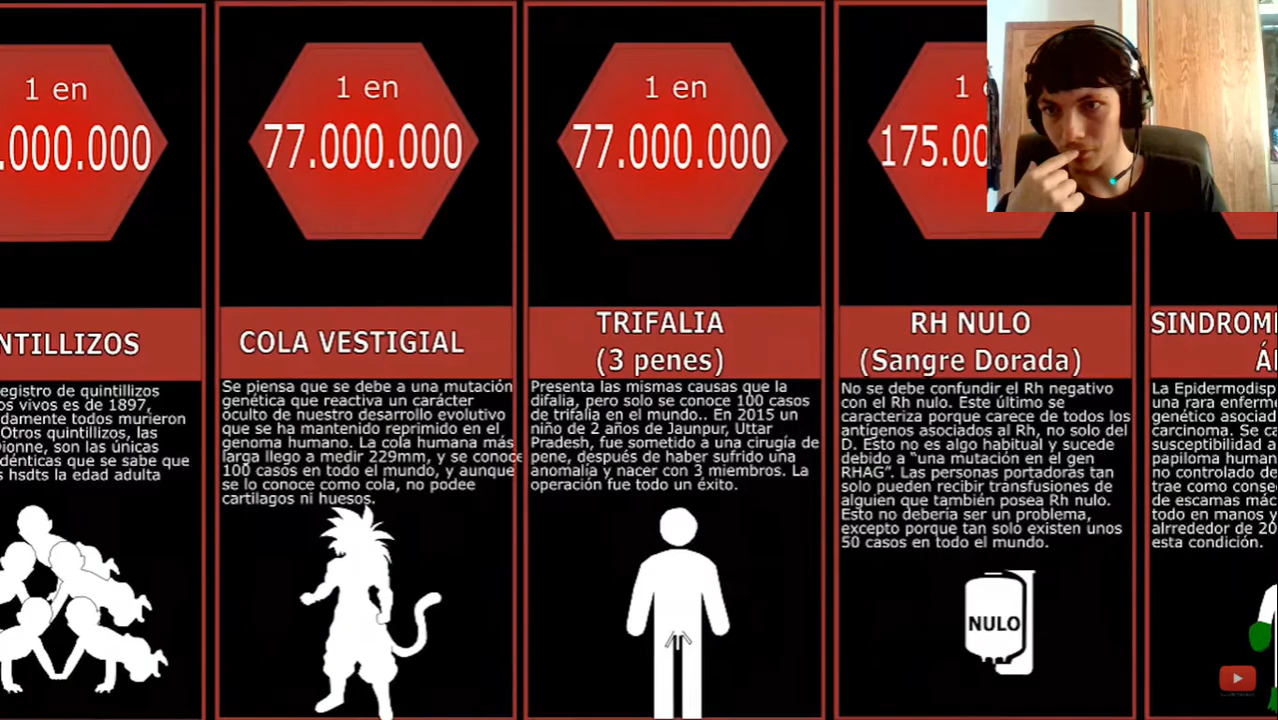 1 en
.000.000
NTILLIZOS
egistro de quintillizos
os vivos es de 1897,
damente todos murieron
Otros quintillizos, las
Dionne, son las únicas
dénticas que se sabe que
s hsdts la edad adulta
1 en
77.000.000
COLA VESTIGIAL
Se piensa que se debe a una mutación
genética que reactiva un carácter
oculto de nuestro desarrollo evolutivo
que se ha mantenido reprimido en el
genoma humano. La cola humana más
larga llego a medir 229mm, y se conoce
100 casos en todo el mundo, y aunque
se lo conoce como cola, no podee
cartilagos ni huesos.
1 en
77.000.000
TRIFALIA
(3 penes)
Presenta las mismas causas que la
difalia, pero solo se conoce 100 casos
de trifalia en el mundo.. En 2015 un
niño de 2 años de Jaunpur, Uttar
Pradesh, fue sometido a una cirugía de
pene, después de haber sufrido una
anomalía y nacer con 3 miembros. La
operación fue todo un éxito.
1 e
175.00
RH NULO
(Sangre Dorada)
No se debe confundir el Rh negativo
con el Rh nulo. Este último se
caracteriza porque carece de todos los
antígenos asociados al Rh, no solo del
D. Esto no es algo habitual y sucede
debido a "una mutación en el gen
RHAG". Las personas portadoras tan
solo pueden recibir transfusiones de
alguien que también posea Rh nulo.
Esto no debería ser un problema,
excepto porque tan solo existen unos
50 casos en todo el mundo.
NULO
SINDROM
Á
La Epidermodisp
una rara enferme
genético asociad
carcinoma. Se ca
susceptibilidad a
papiloma human
no controlado de
trae como conse
de escamas mác
todo en manos y
alrrededor de 20
esta condición.